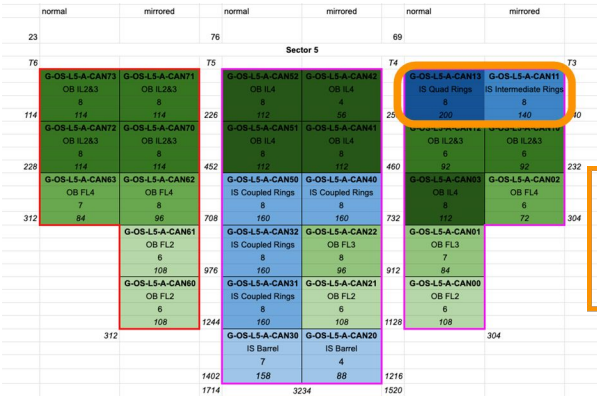 normal mirrored normal mirrored normal mirrored
23 76 69
Sector 5
T6 T5 T4 T3
G-OS-L5-A-CAN73 G-OS-L5-A-CAN71 G-OS-L5-A-CAN52 G-OS-L5-A-CAN42 G-OS-L5-A-CAN13 G-OS-L5-A-CAN11
OB IL2&3 OB IL2&3 OB IL4 OB IL4 IS Quad Rings IS Intermediate Rings
8 8 8 4 8 8
114 114 114 226 112 56 200 140
G-OS-L5-A-CAN72 G-OS-L5-A-CAN70 G-OS-L5-A-CAN51 G-OS-L5-A-CAN41
OB IL2&3 OB IL2&3 OB IL4 OB IL4 OB IL2&3 OB IL2&3
8 8 8 8 6 6
228 114 114 452 112 112 460 92 92 232
G-OS-L5-A-CAN63 G-OS-L5-A-CAN62 G-OS-L5-A-CAN50 G-OS-L5-A-CAN40 G-OS-L5-A-CAN03 G-OS-L5-A-CAN02
OB FL4 OB FL4 IS Coupled Rings IS Coupled Rings OB IL4 OB FL4
7 8 8 8 8 6
312 84 96 708 160 160 732 112 72 304
G-OS-L5-A-CAN61 G-OS-L5-A-CAN32 G-OS-L5-A-CAN22 G-OS-L5-A-CAN01
OB FL2 IS Coupled Rings OB FL3 OB FL3
6 8 8 7
108 976 160 96 912 84
G-OS-L5-A-CAN60 G-OS-L5-A-CAN31 G-OS-L5-A-CAN21 G-OS-L5-A-CAN00
OB FL2 IS Coupled Rings OB FL2 OB FL2
6 8 6 6
108 1244 160 108 1128 108
312 G-OS-L5-A-CAN30 G-OS-L5-A-CAN20 304
IS Barrel IS Barrel
7 4
1402 158 88 1216
1714 3234 1520